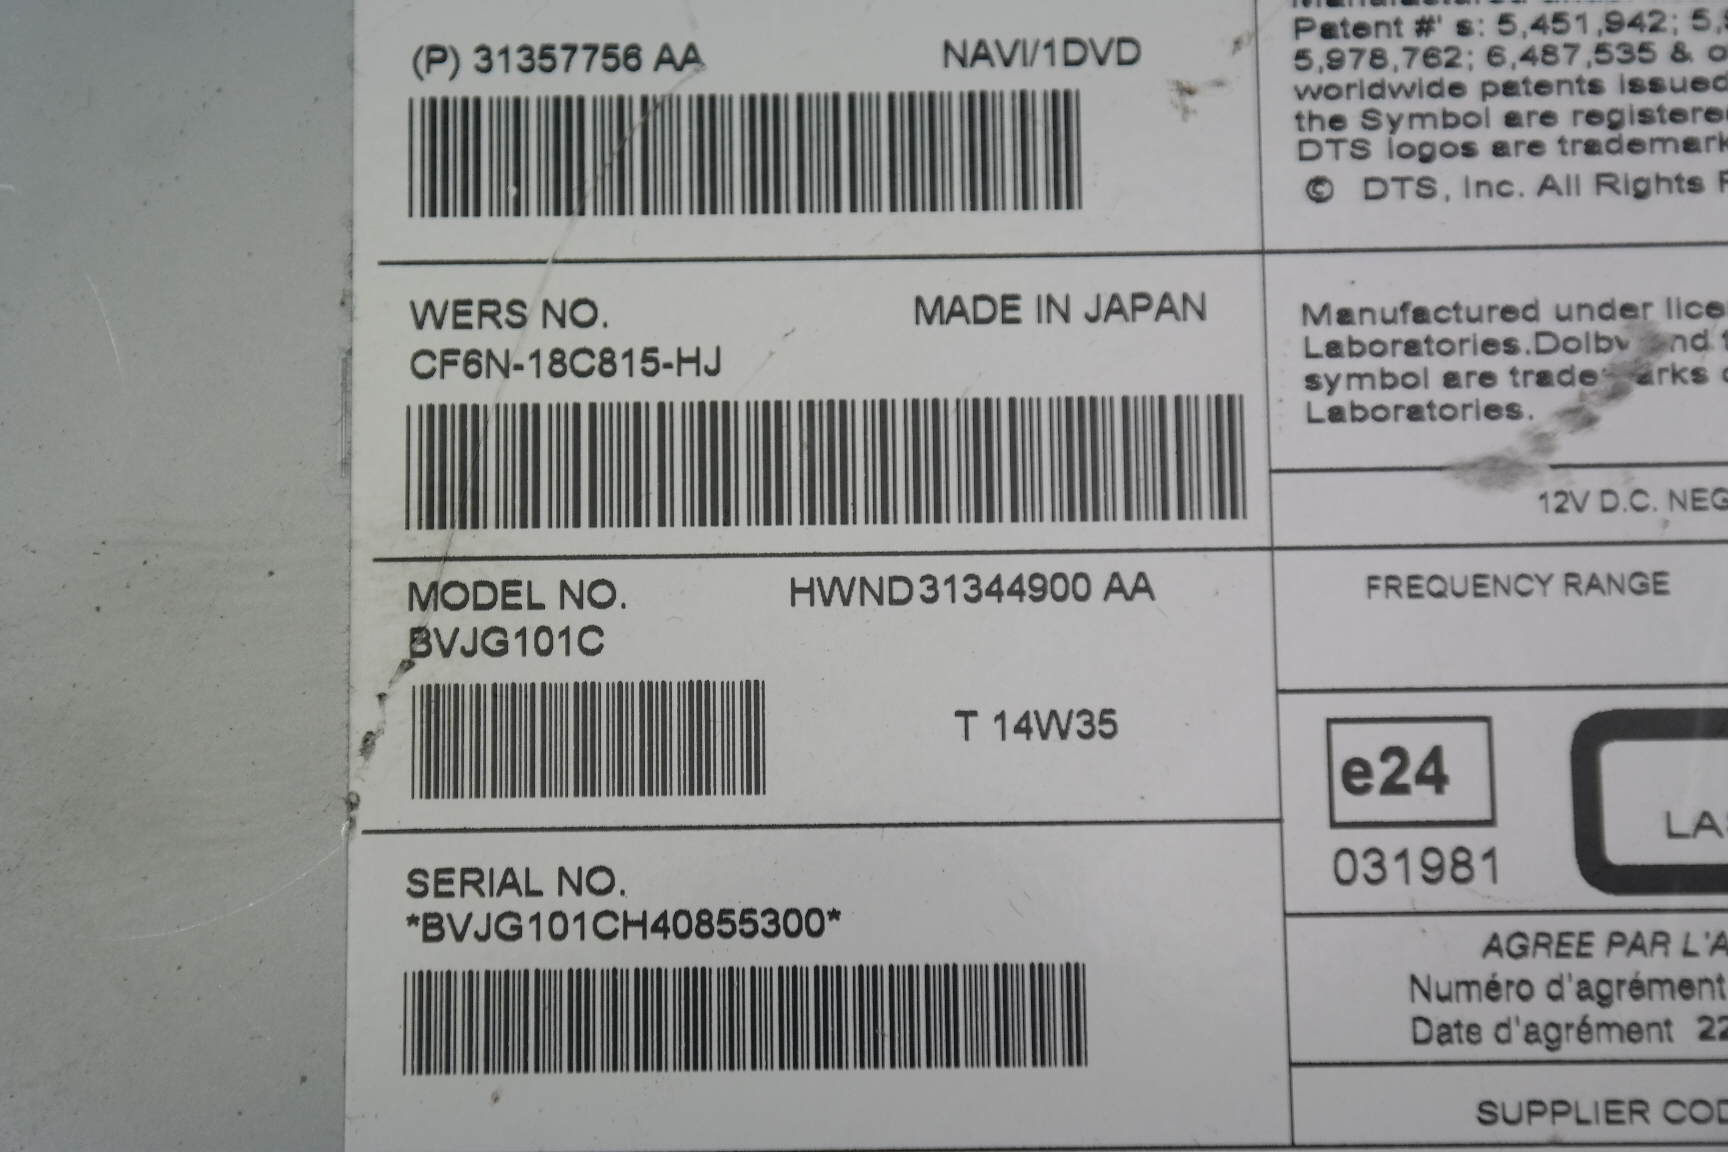 (P) 31357756 AA NAVI/1DVD
WERS NO. MADE IN JAPAN
CF6N-18C815-HJ
MODEL NO. HWND31344900 AA
BVJG101C
T 14W35
SERIAL NO.
*BVJG101CH40855300*
Patent #' s: 5,451,942;
5,978,762; 6,487,535 &
worldwide patents issued
the Symbol are
DTS logos are
© DTS, Inc. All Rights
Manufactured under
Laboratories.Dolby
symbol are
Laboratories.
12V D.C.
FREQUENCY RANGE
e24
031981
AGREE PAR
Numéro d'agrément
Date d'agrément
SUPPLIER